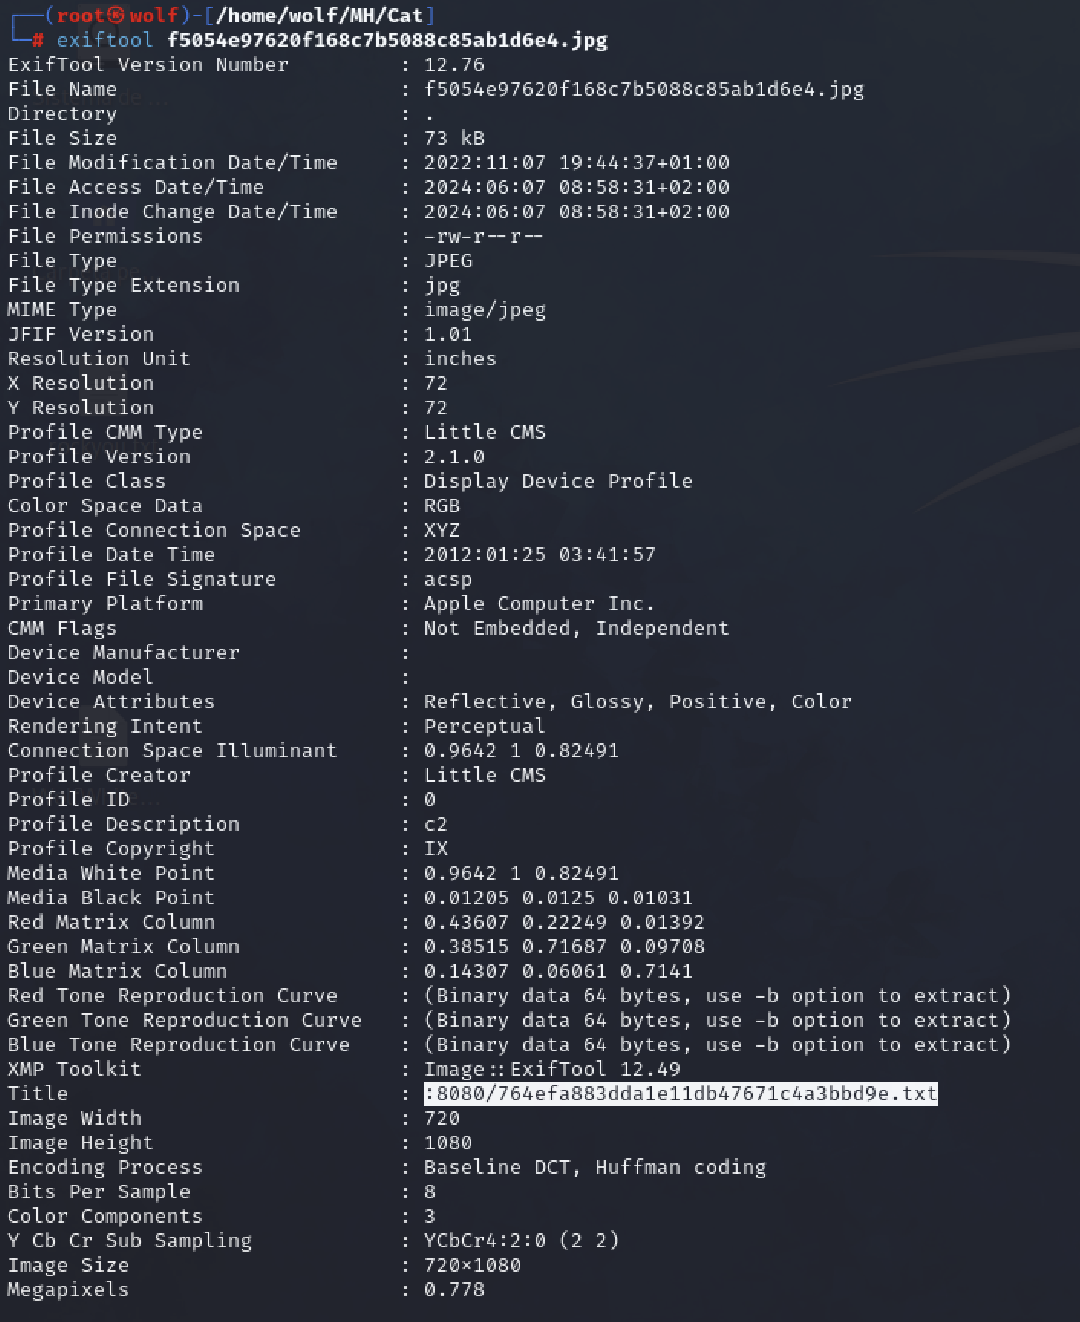 ┌──(root㉿wolf)-[/home/wolf/MH/Cat]
└─# exiftool f5054e97620f168c7b5088c85ab1d6e4.jpg
ExifTool Version Number : 12.76
File Name : f5054e97620f168c7b5088c85ab1d6e4.jpg
Directory : .
File Size : 73 kB
File Modification Date/Time : 2022:11:07 19:44:37+01:00
File Access Date/Time : 2024:06:07 08:58:31+02:00
File Inode Change Date/Time : 2024:06:07 08:58:31+02:00
File Permissions : -rw-r--r--
File Type : JPEG
File Type Extension : jpg
MIME Type : image/jpeg
JFIF Version : 1.01
Resolution Unit : inches
X Resolution : 72
Y Resolution : 72
Profile CMM Type : Little CMS
Profile Version : 2.1.0
Profile Class : Display Device Profile
Color Space Data : RGB
Profile Connection Space : XYZ
Profile Date Time : 2012:01:25 03:41:57
Profile File Signature : acsp
Primary Platform : Apple Computer Inc.
CMM Flags : Not Embedded, Independent
Device Manufacturer :
Device Model :
Device Attributes : Reflective, Glossy, Positive, Color
Rendering Intent : Perceptual
Connection Space Illuminant : 0.9642 1 0.82491
Profile Creator : Little CMS
Profile ID : 0
Profile Description : c2
Profile Copyright : IX
Media White Point : 0.9642 1 0.82491
Media Black Point : 0.01205 0.0125 0.01031
Red Matrix Column : 0.43607 0.22249 0.01392
Green Matrix Column : 0.38515 0.71687 0.09708
Blue Matrix Column : 0.14307 0.06061 0.7141
Red Tone Reproduction Curve : (Binary data 64 bytes, use -b option to extract)
Green Tone Reproduction Curve : (Binary data 64 bytes, use -b option to extract)
Blue Tone Reproduction Curve : (Binary data 64 bytes, use -b option to extract)
XMP Toolkit : Image::ExifTool 12.49
Title : :8080/764efa883dda1e11db47671c4a3bbd9e.txt
Image Width : 720
Image Height : 1080
Encoding Process : Baseline DCT, Huffman coding
Bits Per Sample : 8
Color Components : 3
Y Cb Cr Sub Sampling : YCbCr4:2:0 (2 2)
Image Size : 720×1080
Megapixels : 0.778